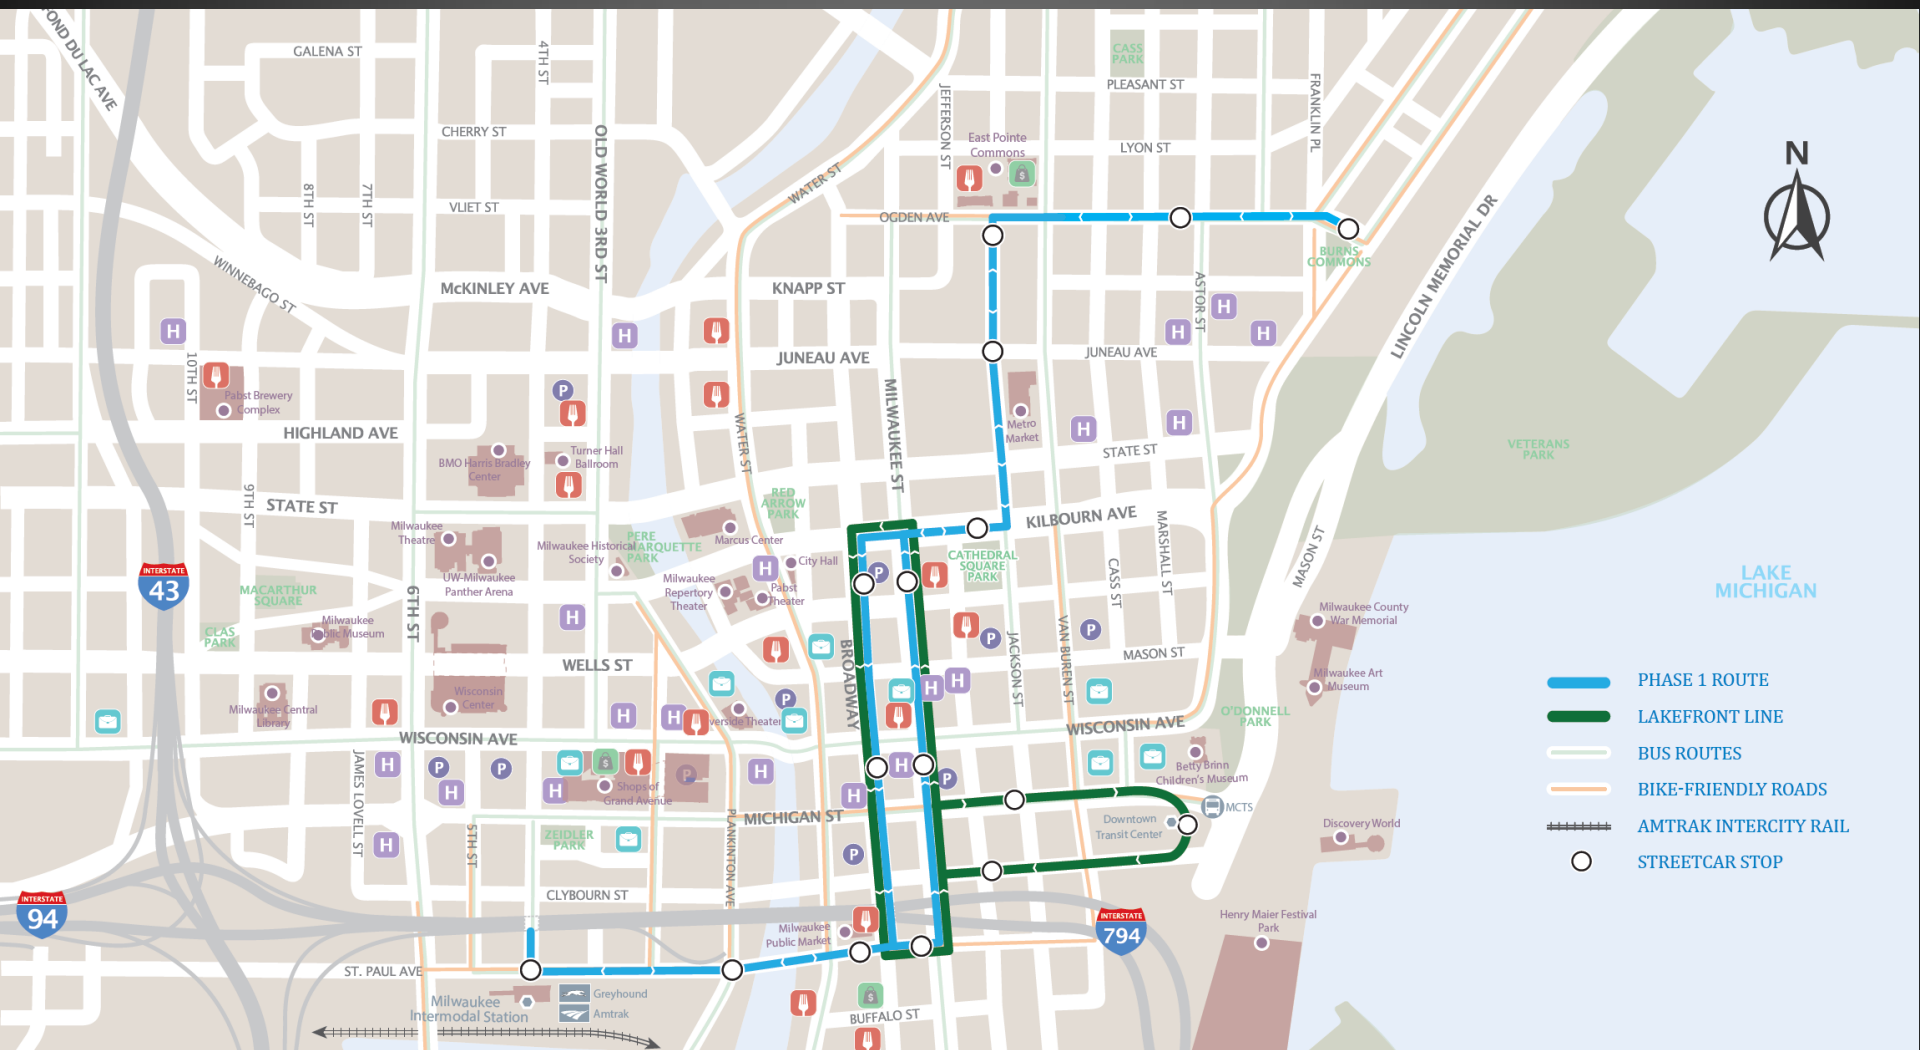 FOND DU LAC AVE
GALENA ST
4TH ST
OLD WORLD 3RD ST
CHERRY ST
8TH ST
7TH ST
VLIET ST
WINNEBAGO ST
McKINLEY AVE
WATER ST
JEFFERSON ST
CASS
PARK
PLEASANT ST
FRANKLIN PL
East Pointe
Commons
LYON ST
OGDEN AVE
BURNS
COMMONS
LINCOLN MEMORIAL DR
N
KNAPP ST
ASTOR ST
H
H
H
H
H
JUNEAU AVE
JUNEAU AVE
10TH ST
Pabst Brewery
Complex
P
HIGHLAND AVE
WATER ST
MILWAUKEE ST
Metro
Market
H
H
STATE ST
VETERANS
PARK
BMO Harris Bradley
Center
Turner Hall
Ballroom
9TH ST
STATE ST
RED
ARROW
PARK
KILBOURN AVE
MARSHALL ST
MASON ST
Milwaukee
Theatre
Milwaukee Historical
Society
PERE
MARQUETTE
PARK
Marcus Center
City Hall
H
CATHEDRAL
SQUARE
PARK
CASS ST
INTERSTATE
43
MACARTHUR
SQUARE
UW-Milwaukee
Panther Arena
Milwaukee
Repertory
Theater
Pabst
Theater
P
LAKE
MICHIGAN
6TH ST
H
CLAS
PARK
Milwaukee
Public Museum
BROADWAY
P
JACKSON ST
VAN BUREN ST
P
Milwaukee County
War Memorial
WELLS ST
MASON ST
Milwaukee Art
Museum
H
H
Milwaukee Central
Library
Wisconsin
Center
H
H
verside Theater
P
O'DONNELL
PARK
WISCONSIN AVE
WISCONSIN AVE
JAMES LOVELL ST
H
P
P
H
H
Shops of
Grand Avenue
P
H
H
H
P
Betty Brinn
Children's Museum
MCTS
MICHIGAN ST
Downtown
Transit Center
Discovery World
5TH ST
PLANKINTON AVE
ZEIDLER
PARK
H
P
CLYBOURN ST
INTERSTATE
94
Milwaukee
Public Market
INTERSTATE
794
Henry Maier Festival
Park
ST. PAUL AVE
Milwaukee
Intermodal Station
Greyhound
Amtrak
BUFFALO ST
PHASE 1 ROUTE
LAKEFRONT LINE
BUS ROUTES
BIKE-FRIENDLY ROADS
AMTRAK INTERCITY RAIL
STREETCAR STOP